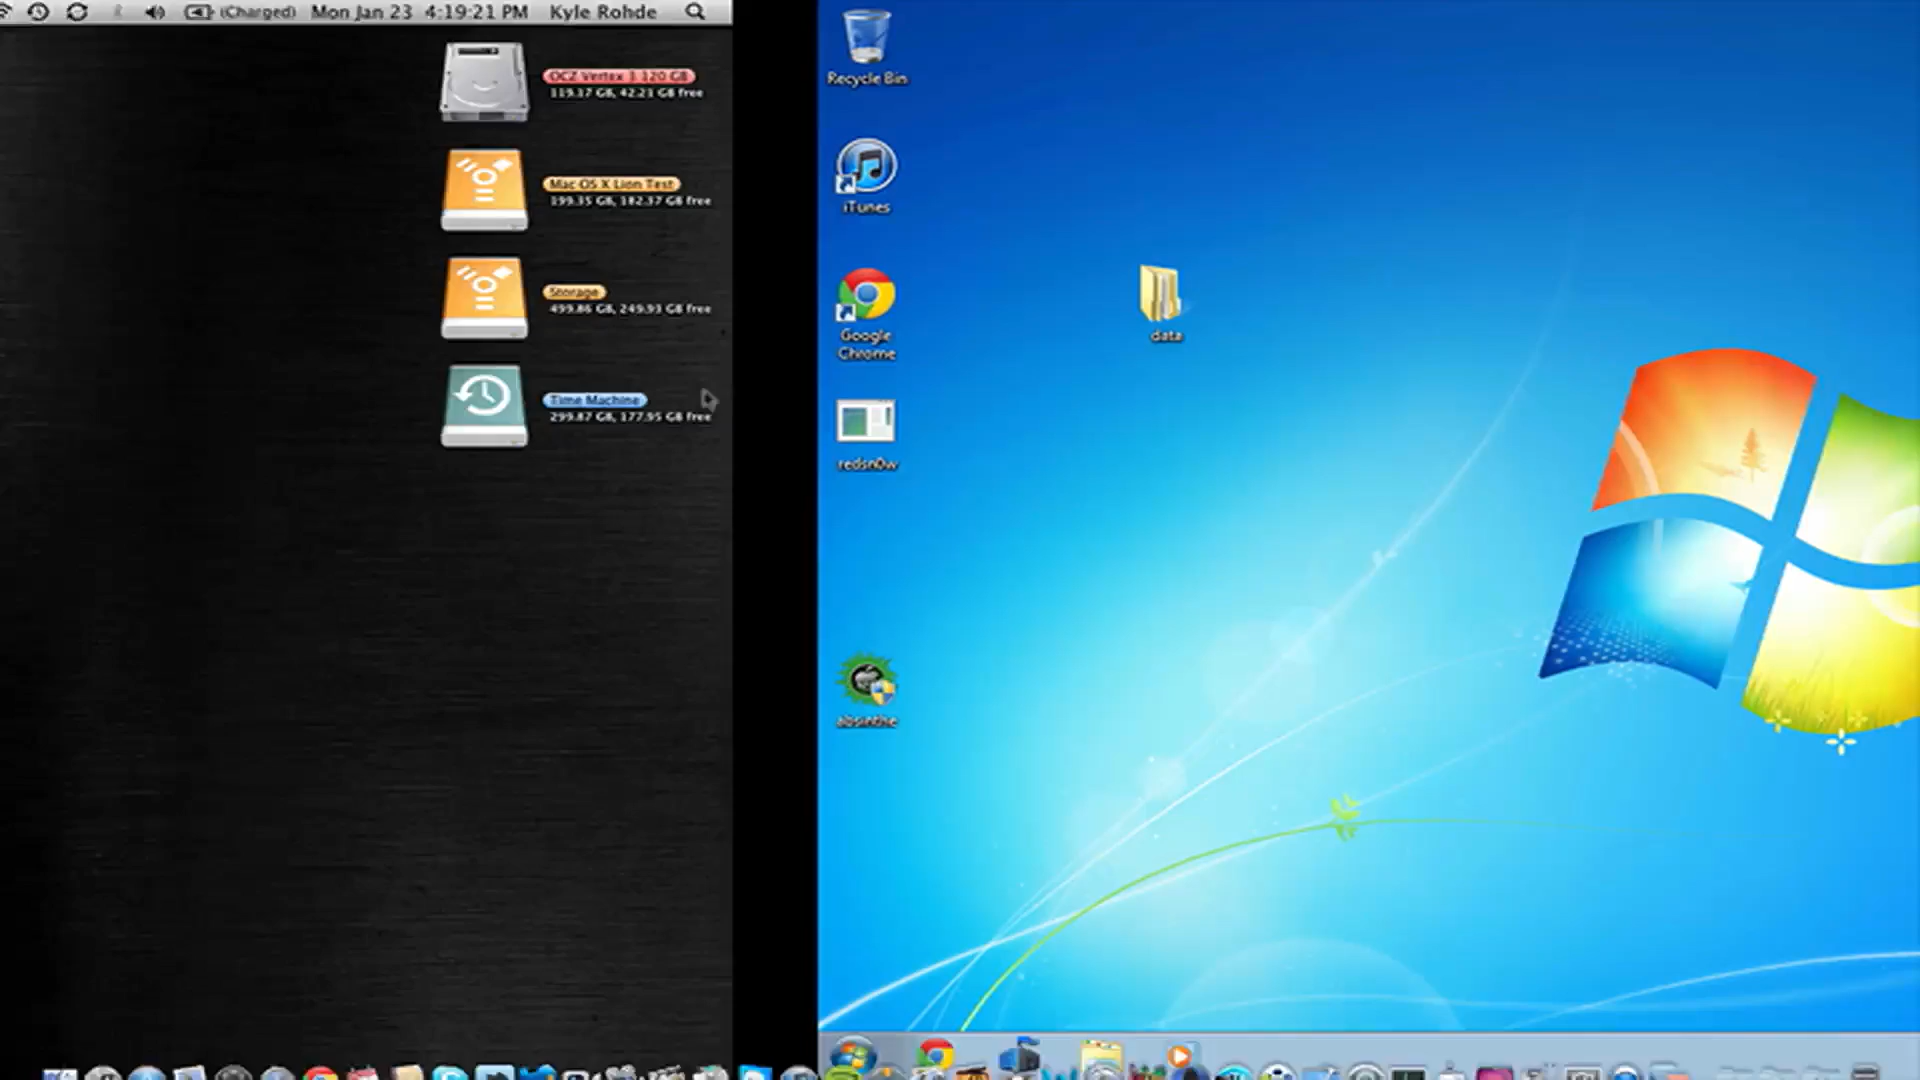 (Charged) Mon Jan 23 4:19:21 PM Kyle Rohde
OCZ Vertex 3 120 GB
119.17 GB, 42.21 GB free
Mac OS X Lion Test
199.35 GB, 182.37 GB free
Storage
499.86 GB, 249.93 GB free
Time Machine
299.87 GB, 177.95 GB free
Recycle Bin
iTunes
Google
Chrome
redsn0w
absinthe
data